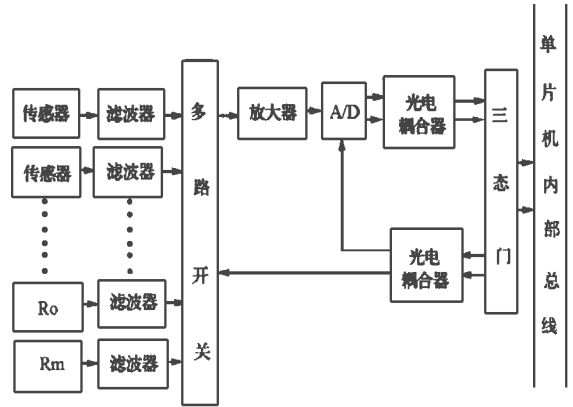 传感器
滤波器
传感器
滤波器
Ro
滤波器
Rm
滤波器
多路开关
放大器
A/D
光电
耦合器
光电
耦合器
三态门
单片机内部总线